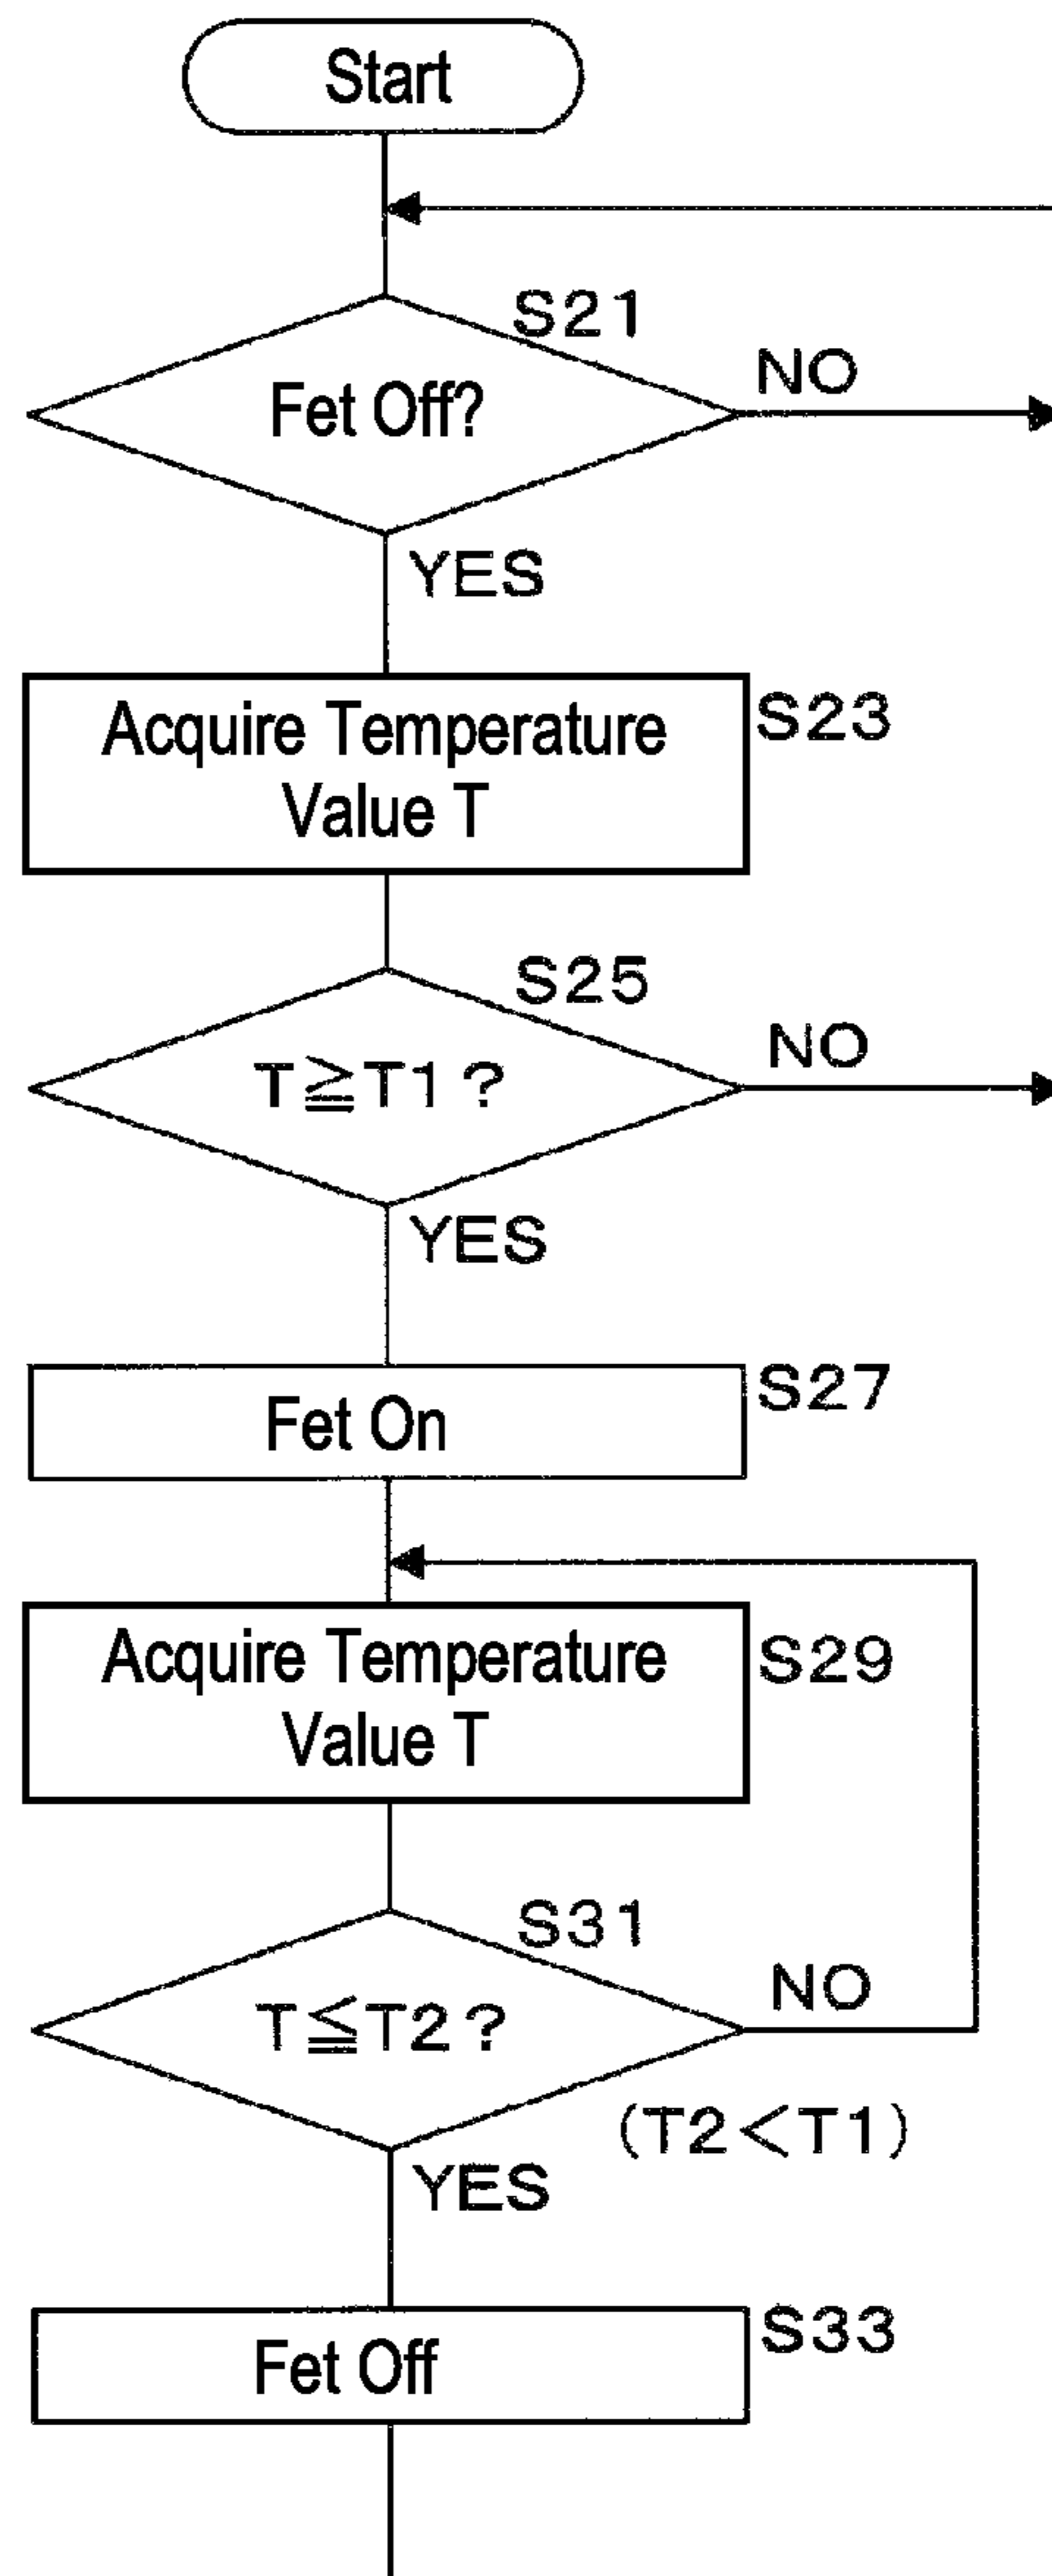 Start
S21
Fet Off?
NO
YES
Acquire Temperature
Value T
S23
S25
T≧T1?
NO
YES
Fet On
S27
Acquire Temperature
Value T
S29
S31
T≦T2?
NO
(T2<T1)
YES
Fet Off
S33